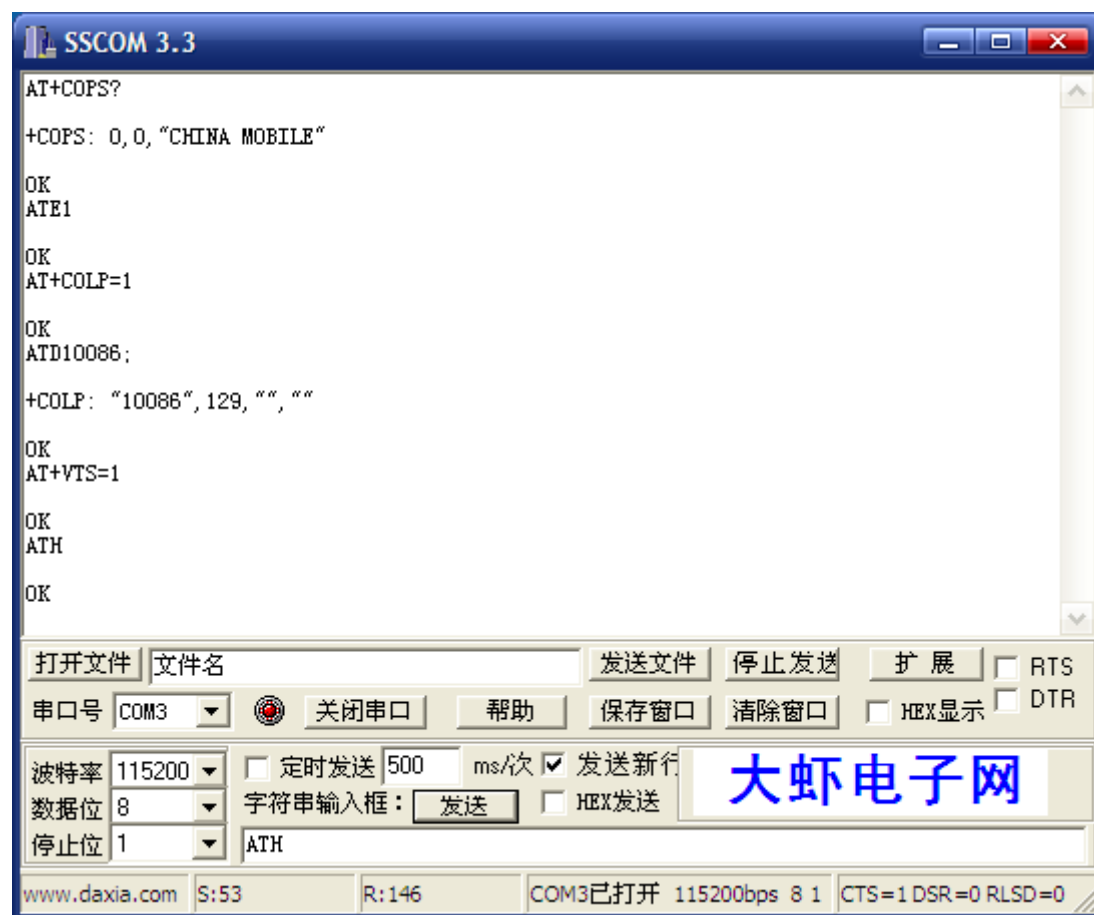 SSCOM 3.3
AT+COPS?
+COPS: 0,0,"CHINA MOBILE"
OK
ATE1
OK
AT+COLP=1
OK
ATD10086;
+COLP: "10086",129,"",""
OK
AT+VTS=1
OK
ATH
OK
打开文件 文件名 发送文件 停止发送 扩 展 RTS
串口号 COM3 关闭串口 帮助 保存窗口 清除窗口 HEX显示 DTR
波特率 115200 定时发送 500 ms/次 发送新行 大虾电子网
数据位 8 字符串输入框： 发送 HEX发送
停止位 1 ATH
www.daxia.com S:53 R:146 COM3已打开 115200bps 8 1 CTS=1 DSR=0 RLSD=0